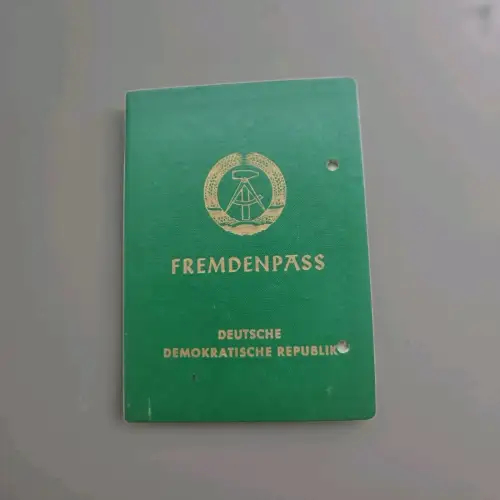 FREMDENPASS
DEUTSCHE
DEMOKRATISCHE REPUBLIK